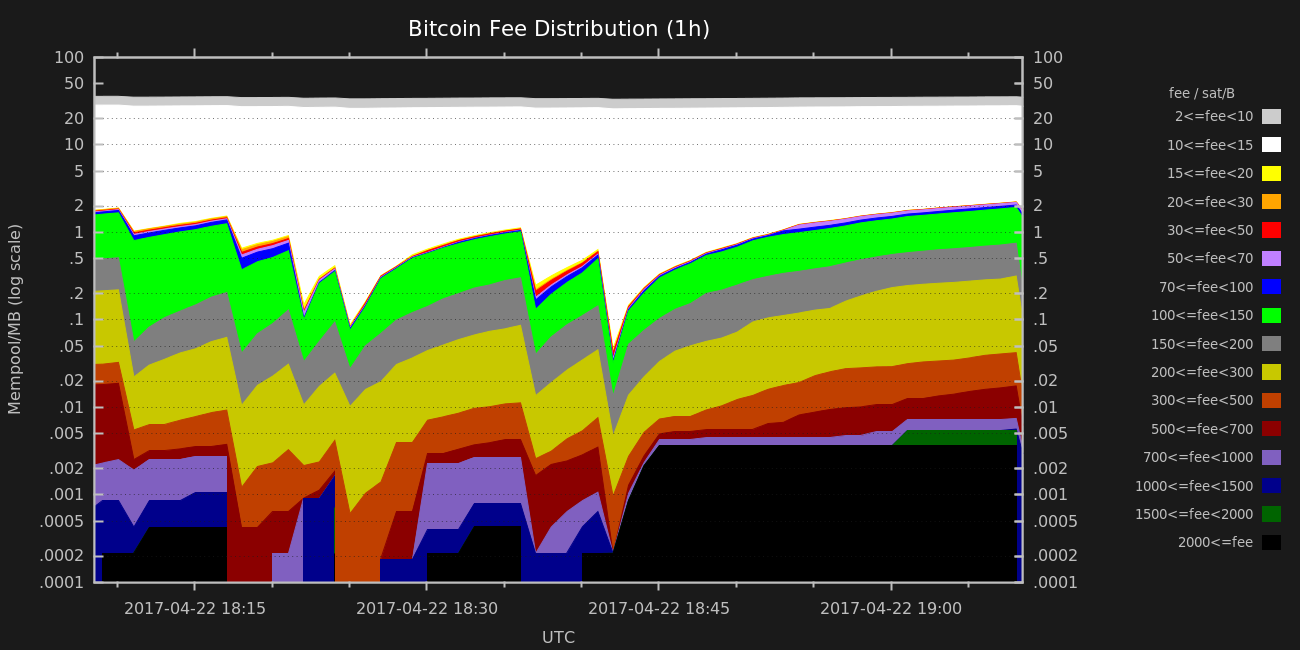 Bitcoin Fee Distribution (1h)
Mempool/MB (log scale)
100
50
20
10
5
2
1
.5
.2
.1
.05
.02
.01
.005
.002
.001
.0005
.0002
.0001
100
50
20
10
5
2
1
.5
.2
.1
.05
.02
.01
.005
.002
.001
.0005
.0002
.0001
2017-04-22 18:15
2017-04-22 18:30
2017-04-22 18:45
2017-04-22 19:00
UTC
fee / sat/B
2<=fee<10
10<=fee<15
15<=fee<20
20<=fee<30
30<=fee<50
50<=fee<70
70<=fee<100
100<=fee<150
150<=fee<200
200<=fee<300
300<=fee<500
500<=fee<700
700<=fee<1000
1000<=fee<1500
1500<=fee<2000
2000<=fee